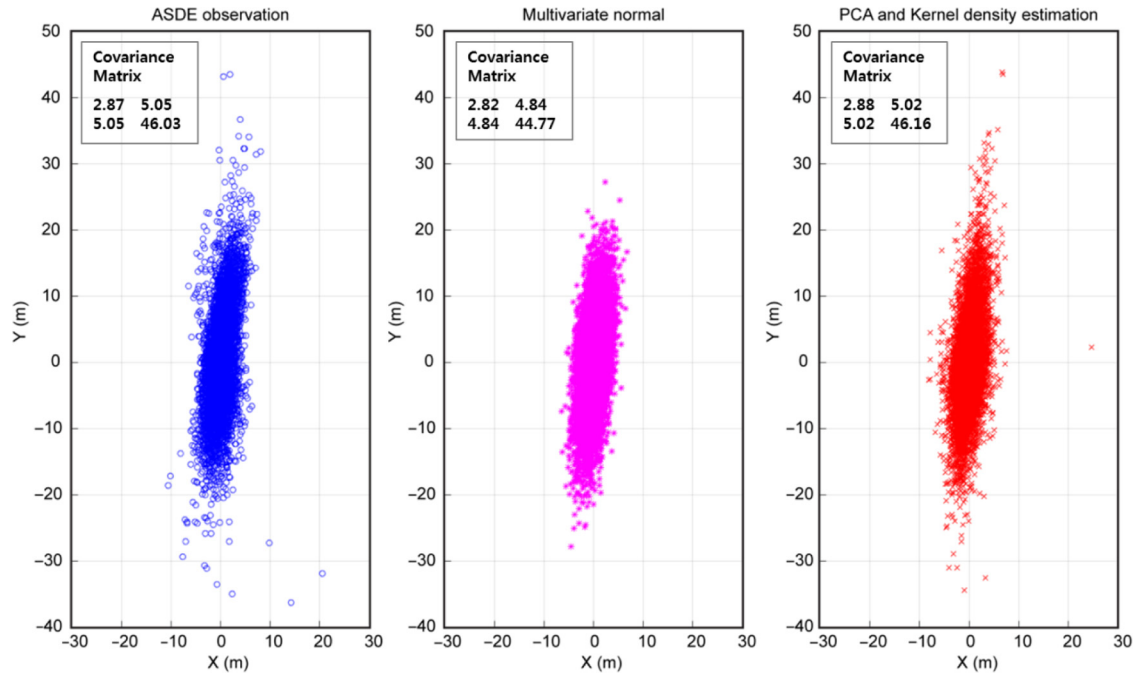 ASDE observation
Covariance
Matrix
2.87 5.05
5.05 46.03
50
40
30
20
10
0
−10
−20
−30
−40
Y (m)
−30 −20 −10 0 10 20 30
X (m)
Multivariate normal
Covariance
Matrix
2.82 4.84
4.84 44.77
50
40
30
20
10
0
−10
−20
−30
−40
Y (m)
−30 −20 −10 0 10 20 30
X (m)
PCA and Kernel density estimation
Covariance
Matrix
2.88 5.02
5.02 46.16
50
40
30
20
10
0
−10
−20
−30
−40
Y (m)
−30 −20 −10 0 10 20 30
X (m)